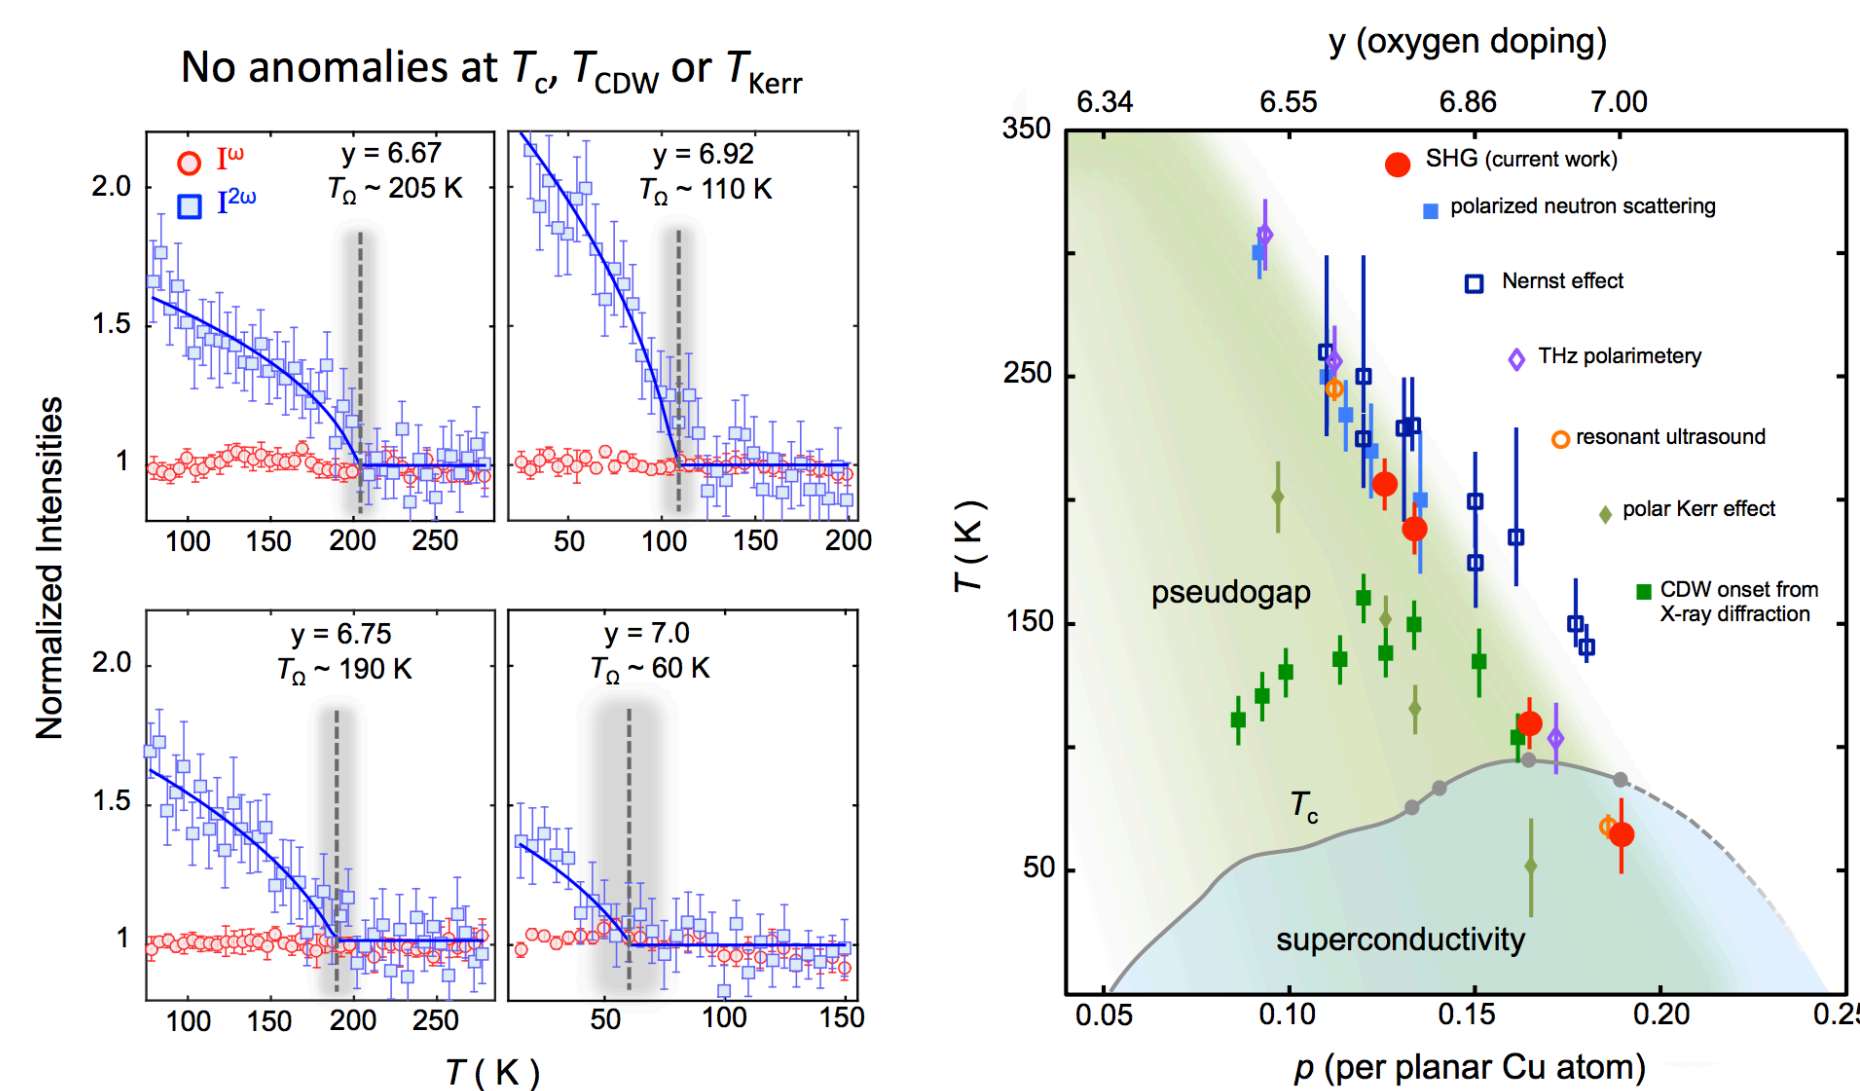 No anomalies at Tc, TCDW or TKerr
Normalized Intensities
Iω
I2ω
y = 6.67
TΩ ~ 205 K
2.0
1.5
1
100
150
200
250
y = 6.92
TΩ ~ 110 K
50
100
150
200
y = 6.75
TΩ ~ 190 K
2.0
1.5
1
100
150
200
250
y = 7.0
TΩ ~ 60 K
50
100
150
T ( K )
y (oxygen doping)
6.34
6.55
6.86
7.00
350
250
150
50
T ( K )
SHG (current work)
polarized neutron scattering
Nernst effect
THz polarimetery
resonant ultrasound
polar Kerr effect
CDW onset from
X-ray diffraction
pseudogap
Tc
superconductivity
0.05
0.10
0.15
0.20
0.25
p (per planar Cu atom)